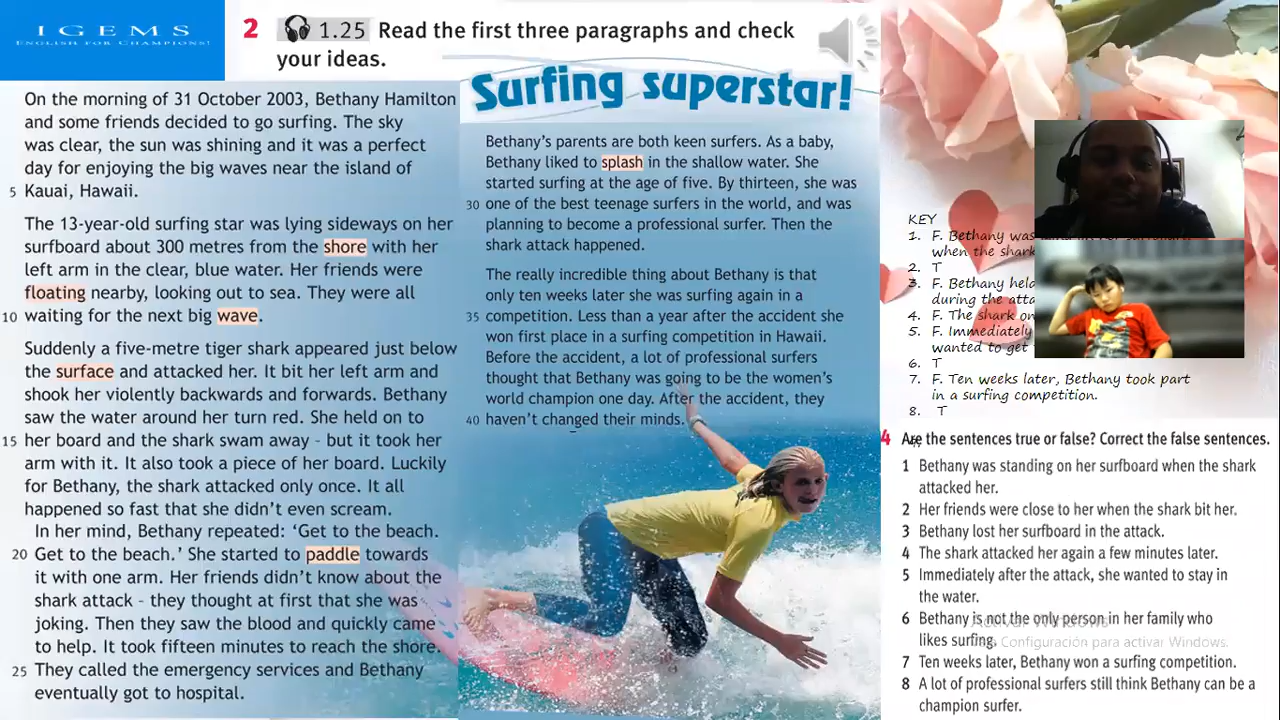 IGEMS
ENGLISH FOR CHAMPIONS!
2 1.25 Read the first three paragraphs and check
your ideas.
On the morning of 31 October 2003, Bethany Hamilton
and some friends decided to go surfing. The sky
was clear, the sun was shining and it was a perfect
day for enjoying the big waves near the island of
5 Kauai, Hawaii.
The 13-year-old surfing star was lying sideways on her
surfboard about 300 metres from the shore with her
left arm in the clear, blue water. Her friends were
floating nearby, looking out to sea. They were all
10 waiting for the next big wave.
Suddenly a five-metre tiger shark appeared just below
the surface and attacked her. It bit her left arm and
shook her violently backwards and forwards. Bethany
saw the water around her turn red. She held on to
15 her board and the shark swam away – but it took her
arm with it. It also took a piece of her board. Luckily
for Bethany, the shark attacked only once. It all
happened so fast that she didn't even scream.
In her mind, Bethany repeated: 'Get to the beach.
20 Get to the beach.' She started to paddle towards
it with one arm. Her friends didn't know about the
shark attack – they thought at first that she was
joking. Then they saw the blood and quickly came
to help. It took fifteen minutes to reach the shore.
25 They called the emergency services and Bethany
eventually got to hospital.
Surfing superstar!
Bethany's parents are both keen surfers. As a baby,
Bethany liked to splash in the shallow water. She
started surfing at the age of five. By thirteen, she was
30 one of the best teenage surfers in the world, and was
planning to become a professional surfer. Then the
shark attack happened.
The really incredible thing about Bethany is that
only ten weeks later she was surfing again in a
35 competition. Less than a year after the accident she
won first place in a surfing competition in Hawaii.
Before the accident, a lot of professional surfers
thought that Bethany was going to be the women's
world champion one day. After the accident, they
40 haven't changed their minds.
KEY
1. F. Bethany was
when the shark
2. T
3. F. Bethany held
during the atta
4. F. The shark on
5. F. Immediately
wanted to get
6. T
7. F. Ten weeks later, Bethany took part
in a surfing competition.
8. T
4 Are the sentences true or false? Correct the false sentences.
1 Bethany was standing on her surfboard when the shark
attacked her.
2 Her friends were close to her when the shark bit her.
3 Bethany lost her surfboard in the attack.
4 The shark attacked her again a few minutes later.
5 Immediately after the attack, she wanted to stay in
the water.
6 Bethany is not the only person in her family who
likes surfing.
7 Ten weeks later, Bethany won a surfing competition.
8 A lot of professional surfers still think Bethany can be a
champion surfer.
Activar Windows
Configuración para activar Windows.